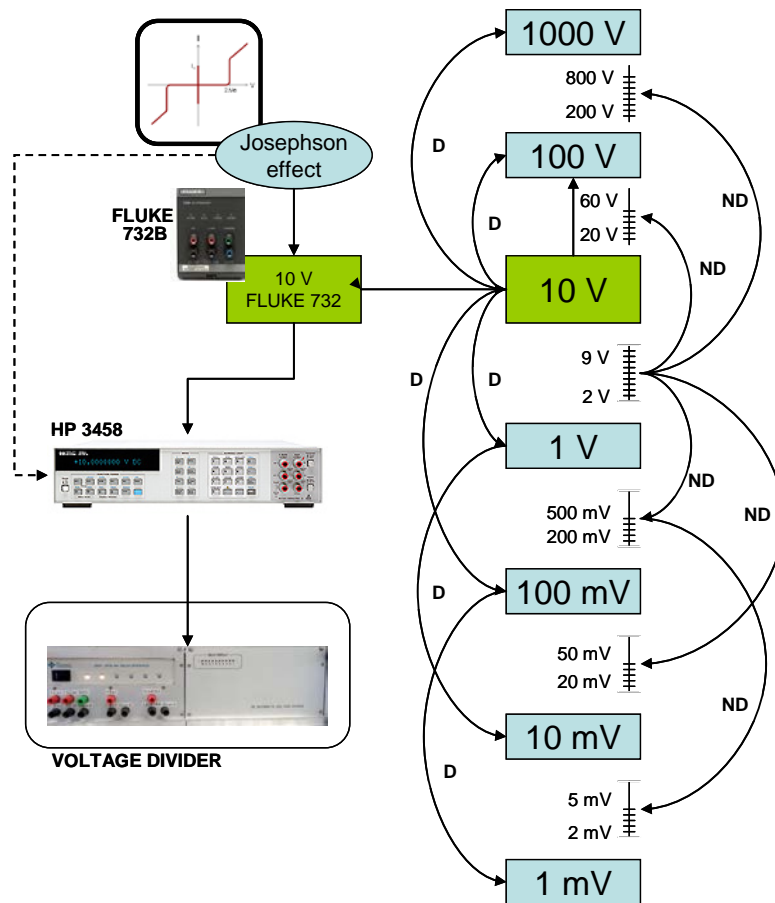 I
V
1000 V
800 V
200 V
D
Josephson
effect
100 V
FLUKE
732B
60 V
20 V
D
ND
ND
10 V
FLUKE 732
10 V
9 V
2 V
D
D
HP 3458
+10.0000000 V DC
1 V
500 mV
200 mV
ND
ND
100 mV
D
50 mV
20 mV
ND
10 mV
VOLTAGE DIVIDER
D
5 mV
2 mV
1 mV